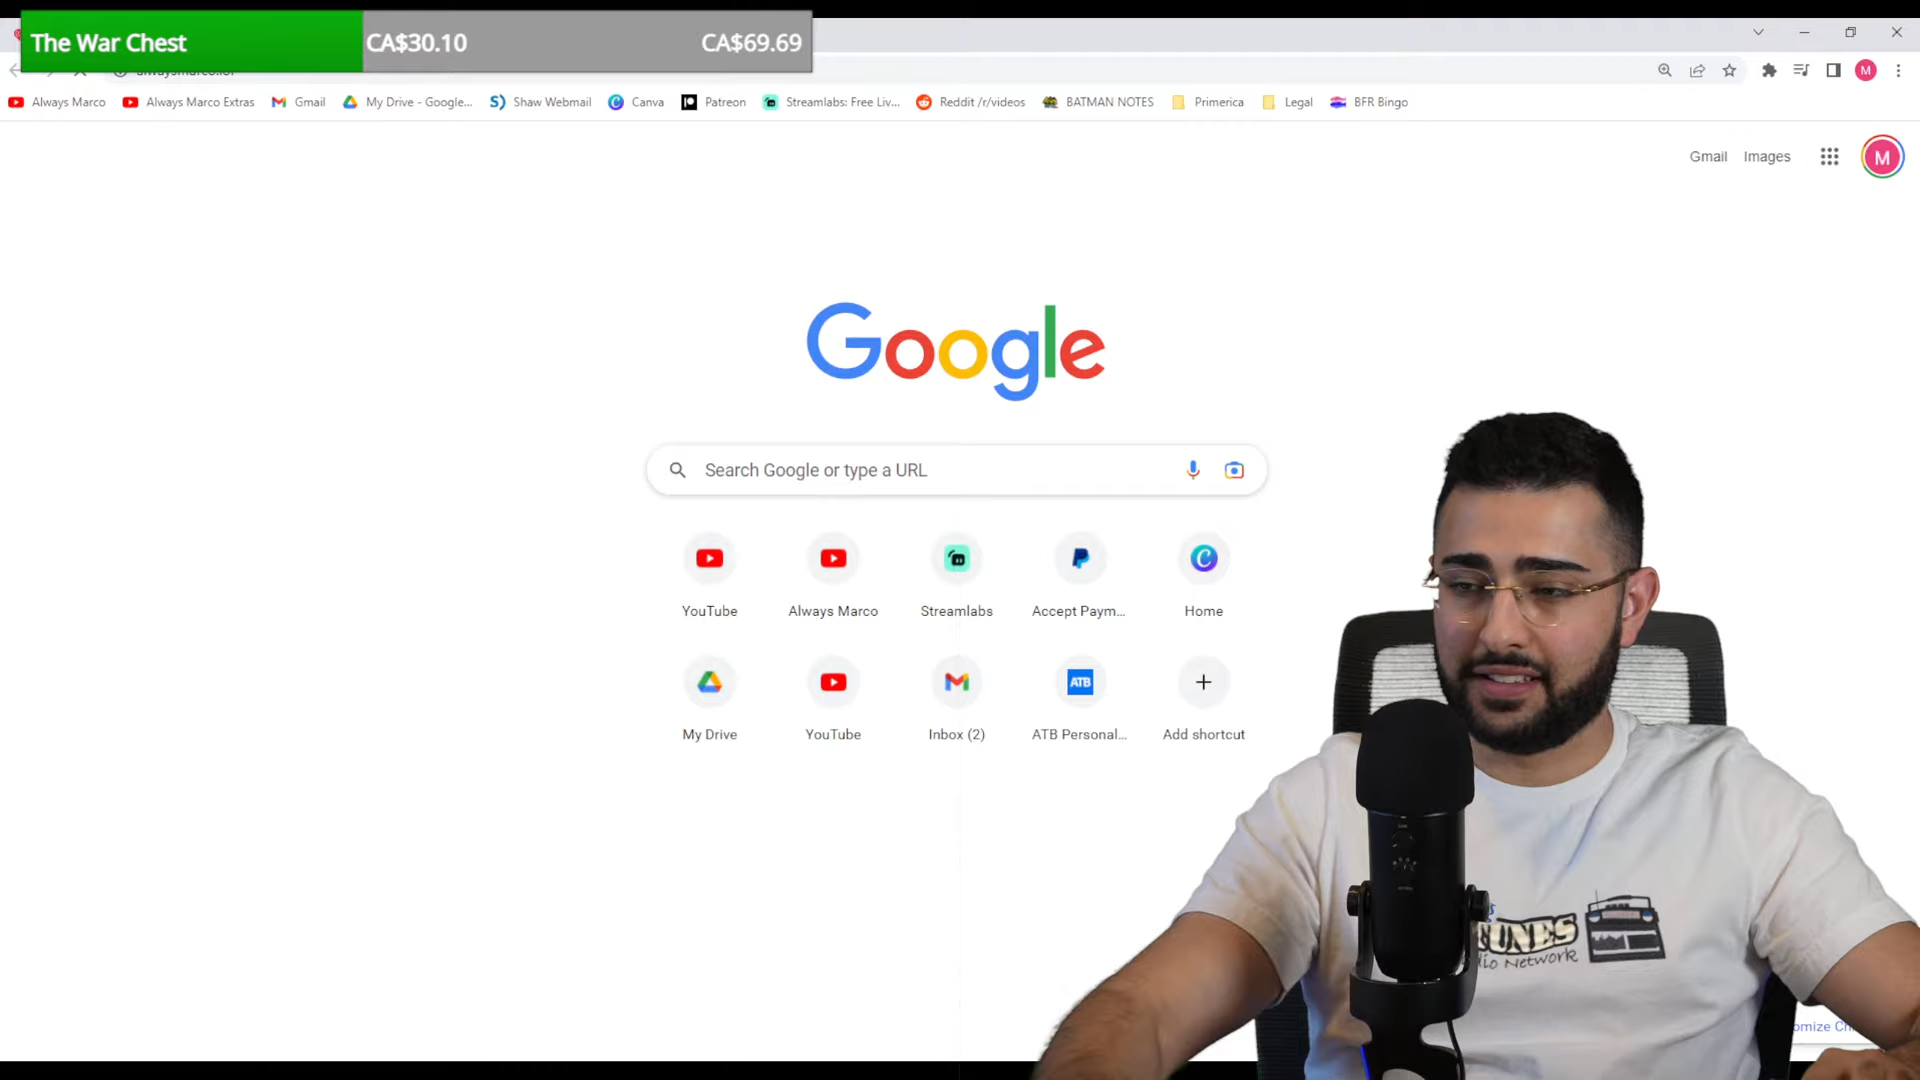 The War Chest CA$30.10 CA$69.69
Always Marco Always Marco Extras Gmail My Drive - Google... Shaw Webmail Canva Patreon Streamlabs: Free Liv... Reddit /r/videos BATMAN NOTES Primerica Legal BFR Bingo
Gmail Images M
Google
Search Google or type a URL
YouTube Always Marco Streamlabs Accept Paym... Home
ATB
My Drive YouTube Inbox (2) ATB Personal... Add shortcut
TUNES
dio Network
omize Ch